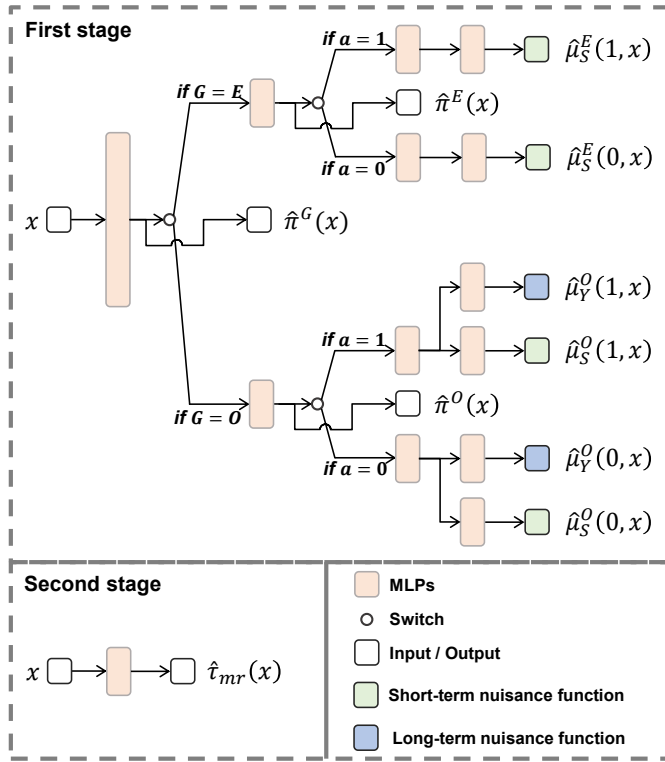 First stage
if a = 1
μ̂_S^E(1, x)
if G = E
π̂^E(x)
if a = 0
μ̂_S^E(0, x)
x
π̂^G(x)
μ̂_Y^O(1, x)
if a = 1
μ̂_S^O(1, x)
if G = O
π̂^O(x)
if a = 0
μ̂_Y^O(0, x)
μ̂_S^O(0, x)
Second stage
x
τ̂_{mr}(x)
MLPs
Switch
Input / Output
Short-term nuisance function
Long-term nuisance function